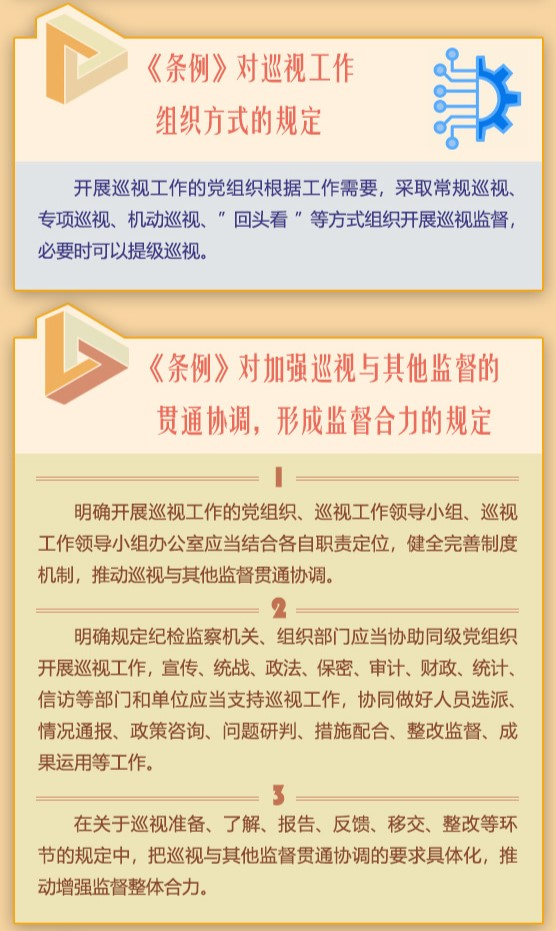 《条例》对巡视工作
组织方式的规定
开展巡视工作的党组织根据工作需要，采取常规巡视、
专项巡视、机动巡视、”回头看 ”等方式组织开展巡视监督，
必要时可以提级巡视。
《条例》对加强巡视与其他监督的
贯通协调，形成监督合力的规定
1
明确开展巡视工作的党组织、巡视工作领导小组、巡视
工作领导小组办公室应当结合各自职责定位，健全完善制度
机制，推动巡视与其他监督贯通协调。
2
明确规定纪检监察机关、组织部门应当协助同级党组织
开展巡视工作，宣传、统战、政法、保密、审计、财政、统计、
信访等部门和单位应当支持巡视工作，协同做好人员选派、
情况通报、政策咨询、问题研判、措施配合、整改监督、成
果运用等工作。
3
在关于巡视准备、了解、报告、反馈、移交、整改等环
节的规定中，把巡视与其他监督贯通协调的要求具体化，推
动增强监督整体合力。